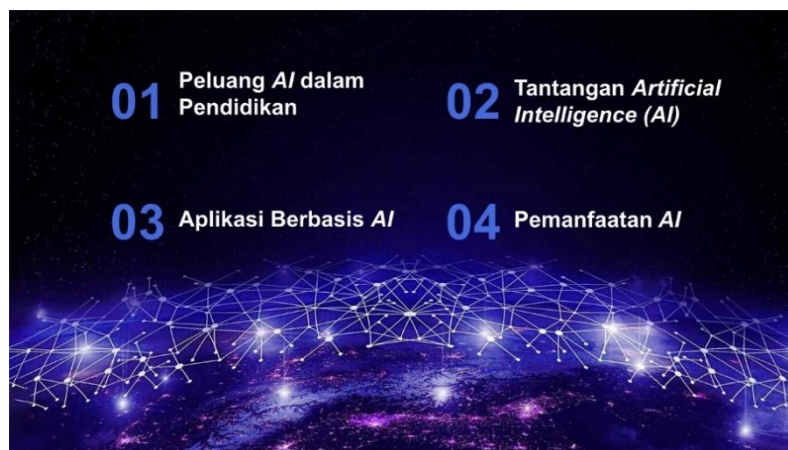 01
Peluang AI dalam
Pendidikan
02
Tantangan Artificial
Intelligence (AI)
03
Aplikasi Berbasis AI
04
Pemanfaatan AI